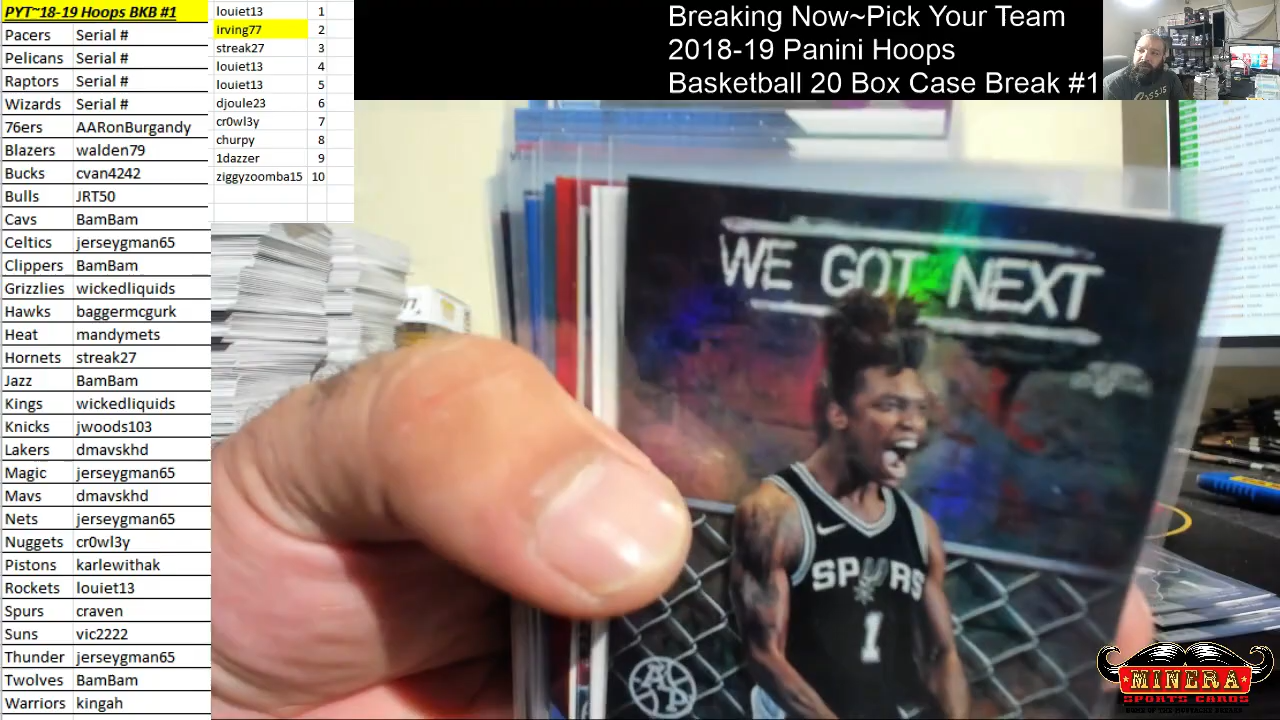 PYT~18-19 Hoops BKB #1
Pacers Serial #
Pelicans Serial #
Raptors Serial #
Wizards Serial #
76ers AARonBurgandy
Blazers walden79
Bucks cvan4242
Bulls JRT50
Cavs BamBam
Celtics jerseygman65
Clippers BamBam
Grizzlies wickedliquids
Hawks baggermcgurk
Heat mandymets
Hornets streak27
Jazz BamBam
Kings wickedliquids
Knicks jwoods103
Lakers dmavskhd
Magic jerseygman65
Mavs dmavskhd
Nets jerseygman65
Nuggets cr0wl3y
Pistons karlewithak
Rockets louiet13
Spurs craven
Suns vic2222
Thunder jerseygman65
Twolves BamBam
Warriors kingah
louiet13 1
irving77 2
streak27 3
louiet13 4
louiet13 5
djoule23 6
cr0wl3y 7
churpy 8
1dazzer 9
ziggyzoomba15 10
Breaking Now~Pick Your Team
2018-19 Panini Hoops
Basketball 20 Box Case Break #1
WE GOT NEXT
SPURS
1
MINERA
SPORTS CARDS